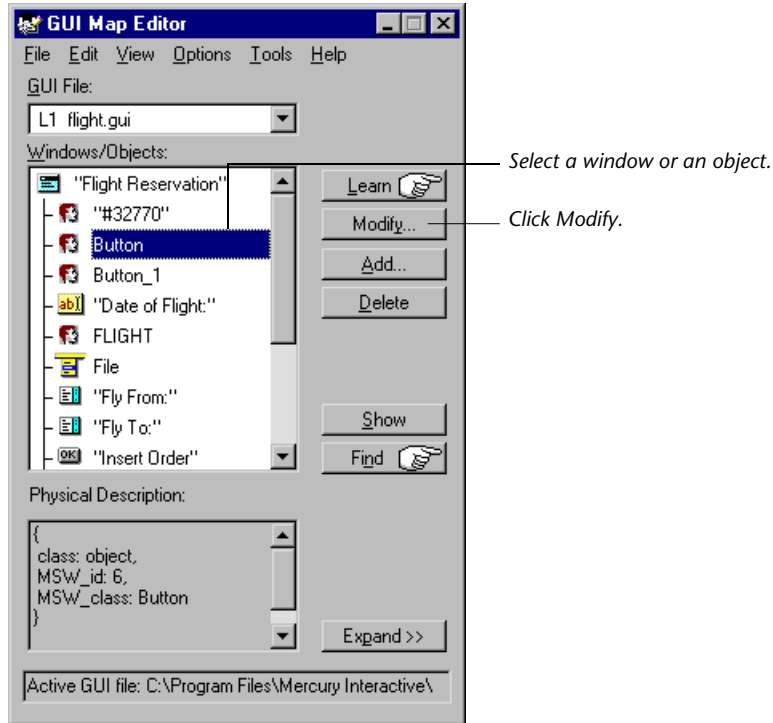 GUI Map Editor
File Edit View Options Tools Help
GUI File:
L1 flight.gui
Windows/Objects:
"Flight Reservation"
"#32770"
Button
Button_1
"Date of Flight:"
FLIGHT
File
"Fly From:"
"Fly To:"
"Insert Order"
Learn
Modify...
Add...
Delete
Show
Find
Select a window or an object.
Click Modify.
Physical Description:
{
class: object,
MSW_id: 6,
MSW_class: Button
}
Expand >>
Active GUI file: C:\Program Files\Mercury Interactive\